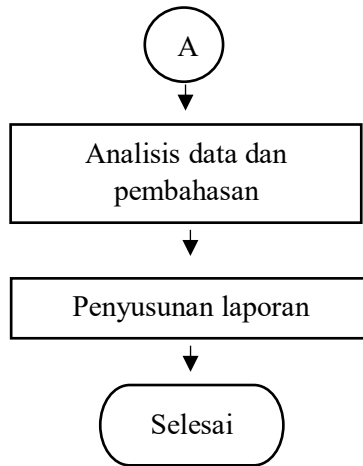 A
Analisis data dan
pembahasan
Penyusunan laporan
Selesai